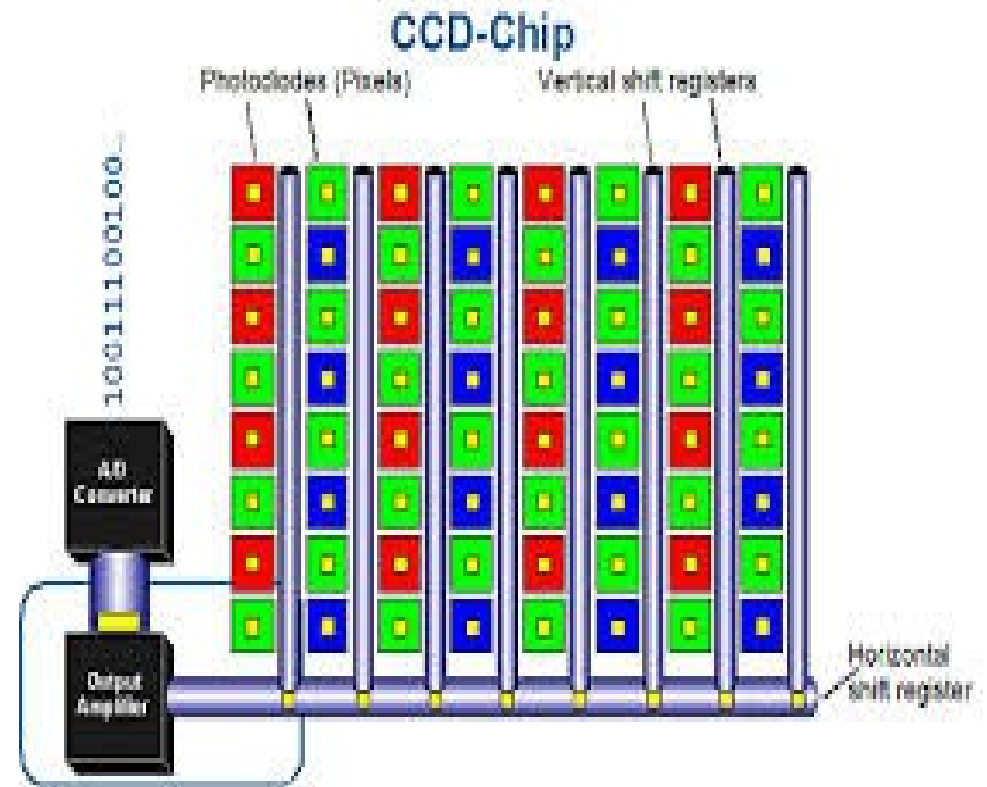 CCD-Chip
Photodiodes (Pixels)
Vertical shift registers
100111001100..
A/D
Converter
Output
Amplifier
Horizontal
shift register